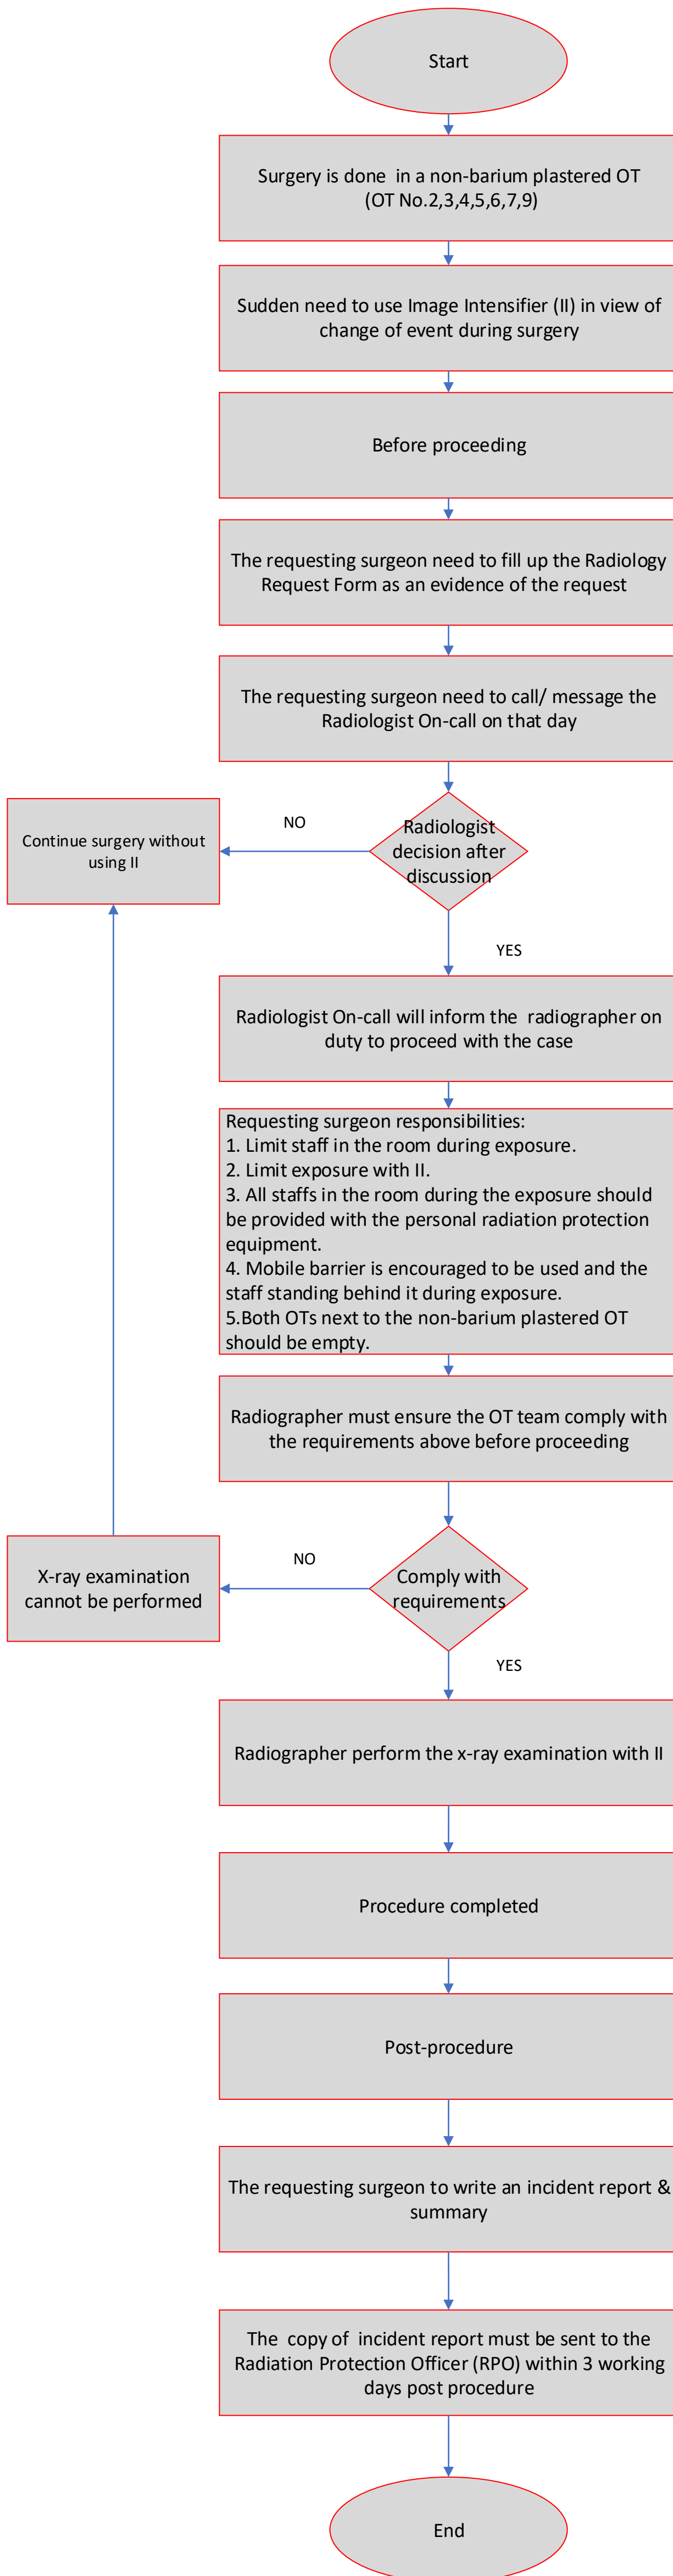 Start
Surgery is done  in a non-barium plastered OT
(OT No.2,3,4,5,6,7,9)
Sudden need to use Image Intensifier (II) in view of
change of event during surgery
Before proceeding
The requesting surgeon need to fill up the Radiology
Request Form as an evidence of the request
The requesting surgeon need to call/ message the
Radiologist On-call on that day
Radiologist
decision after
discussion
NO
Continue surgery without
using II
YES
Radiologist On-call will inform the  radiographer on
duty to proceed with the case
Requesting surgeon responsibilities:
1. Limit staff in the room during exposure.
2. Limit exposure with II.
3. All staffs in the room during the exposure should
be provided with the personal radiation protection
equipment.
4. Mobile barrier is encouraged to be used and the
staff standing behind it during exposure.
5.Both OTs next to the non-barium plastered OT
should be empty.
Radiographer must ensure the OT team comply with
the requirements above before proceeding
Comply with
requirements
NO
X-ray examination
cannot be performed
YES
Radiographer perform the x-ray examination with II
Procedure completed
Post-procedure
The requesting surgeon to write an incident report &
summary
The  copy of  incident report must be sent to the
Radiation Protection Officer (RPO) within 3 working
days post procedure
End